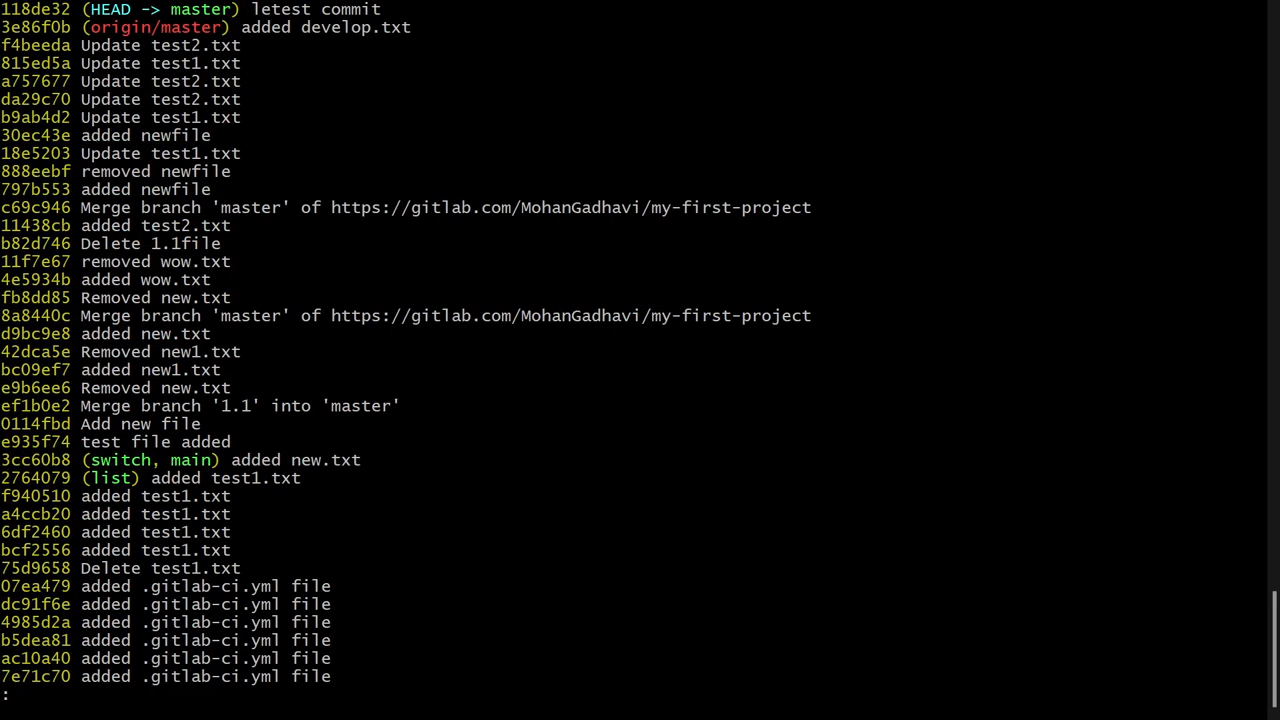 118de32 (HEAD -> master) letest commit
3e86f0b (origin/master) added develop.txt
f4beeda Update test2.txt
815ed5a Update test1.txt
a757677 Update test2.txt
da29c70 Update test2.txt
b9ab4d2 Update test1.txt
30ec43e added newfile
18e5203 Update test1.txt
888eebf removed newfile
797b553 added newfile
c69c946 Merge branch 'master' of https://gitlab.com/MohanGadhavi/my-first-project
11438cb added test2.txt
b82d746 Delete 1.1file
11f7e67 removed wow.txt
4e5934b added wow.txt
fb8dd85 Removed new.txt
8a8440c Merge branch 'master' of https://gitlab.com/MohanGadhavi/my-first-project
d9bc9e8 added new.txt
42dca5e Removed new1.txt
bc09ef7 added new1.txt
e9b6ee6 Removed new.txt
ef1b0e2 Merge branch '1.1' into 'master'
0114fbd Add new file
e935f74 test file added
3cc60b8 (switch, main) added new.txt
2764079 (list) added test1.txt
f940510 added test1.txt
a4ccb20 added test1.txt
6df2460 added test1.txt
bcf2556 added test1.txt
75d9658 Delete test1.txt
07ea479 added .gitlab-ci.yml file
dc91f6e added .gitlab-ci.yml file
4985d2a added .gitlab-ci.yml file
b5dea81 added .gitlab-ci.yml file
ac10a40 added .gitlab-ci.yml file
7e71c70 added .gitlab-ci.yml file
: